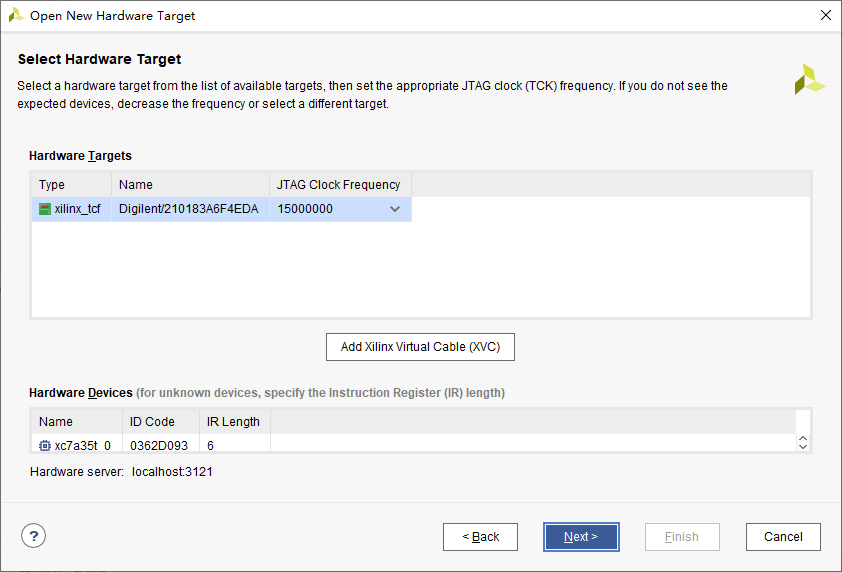 Open New Hardware Target
Select Hardware Target
Select a hardware target from the list of available targets, then set the appropriate JTAG clock (TCK) frequency. If you do not see the
expected devices, decrease the frequency or select a different target.
Hardware Targets
Type Name JTAG Clock Frequency
xilinx_tcf Digilent/210183A6F4EDA 15000000
Add Xilinx Virtual Cable (XVC)
Hardware Devices (for unknown devices, specify the Instruction Register (IR) length)
Name ID Code IR Length
xc7a35t_0 0362D093 6
Hardware server: localhost:3121
? < Back Next > Finish Cancel